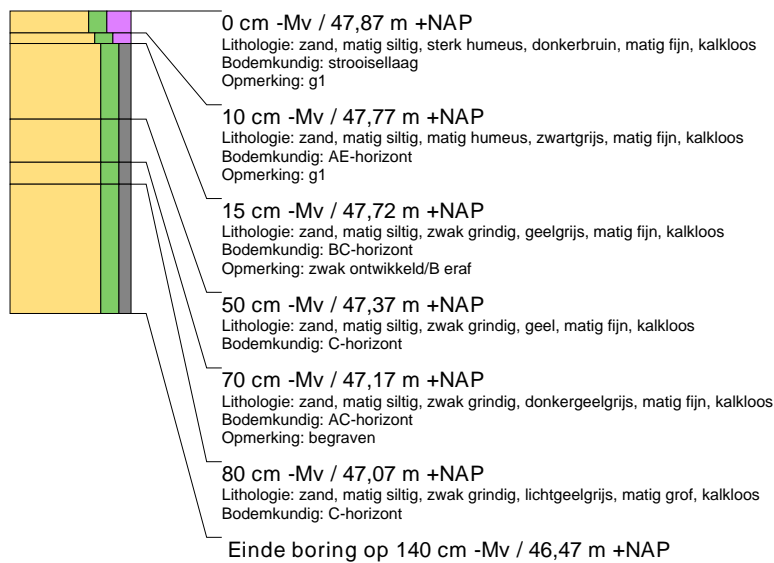 0 cm -Mv / 47,87 m +NAP
Lithologie: zand, matig siltig, sterk humeus, donkerbruin, matig fijn, kalkloos
Bodemkundig: strooisellaag
Opmerking: g1
10 cm -Mv / 47,77 m +NAP
Lithologie: zand, matig siltig, matig humeus, zwartgrijs, matig fijn, kalkloos
Bodemkundig: AE-horizont
Opmerking: g1
15 cm -Mv / 47,72 m +NAP
Lithologie: zand, matig siltig, zwak grindig, geelgrijs, matig fijn, kalkloos
Bodemkundig: BC-horizont
Opmerking: zwak ontwikkeld/B eraf
50 cm -Mv / 47,37 m +NAP
Lithologie: zand, matig siltig, zwak grindig, geel, matig fijn, kalkloos
Bodemkundig: C-horizont
70 cm -Mv / 47,17 m +NAP
Lithologie: zand, matig siltig, zwak grindig, donkergeelgrijs, matig fijn, kalkloos
Bodemkundig: AC-horizont
Opmerking: begraven
80 cm -Mv / 47,07 m +NAP
Lithologie: zand, matig siltig, zwak grindig, lichtgeelgrijs, matig grof, kalkloos
Bodemkundig: C-horizont
Einde boring op 140 cm -Mv / 46,47 m +NAP